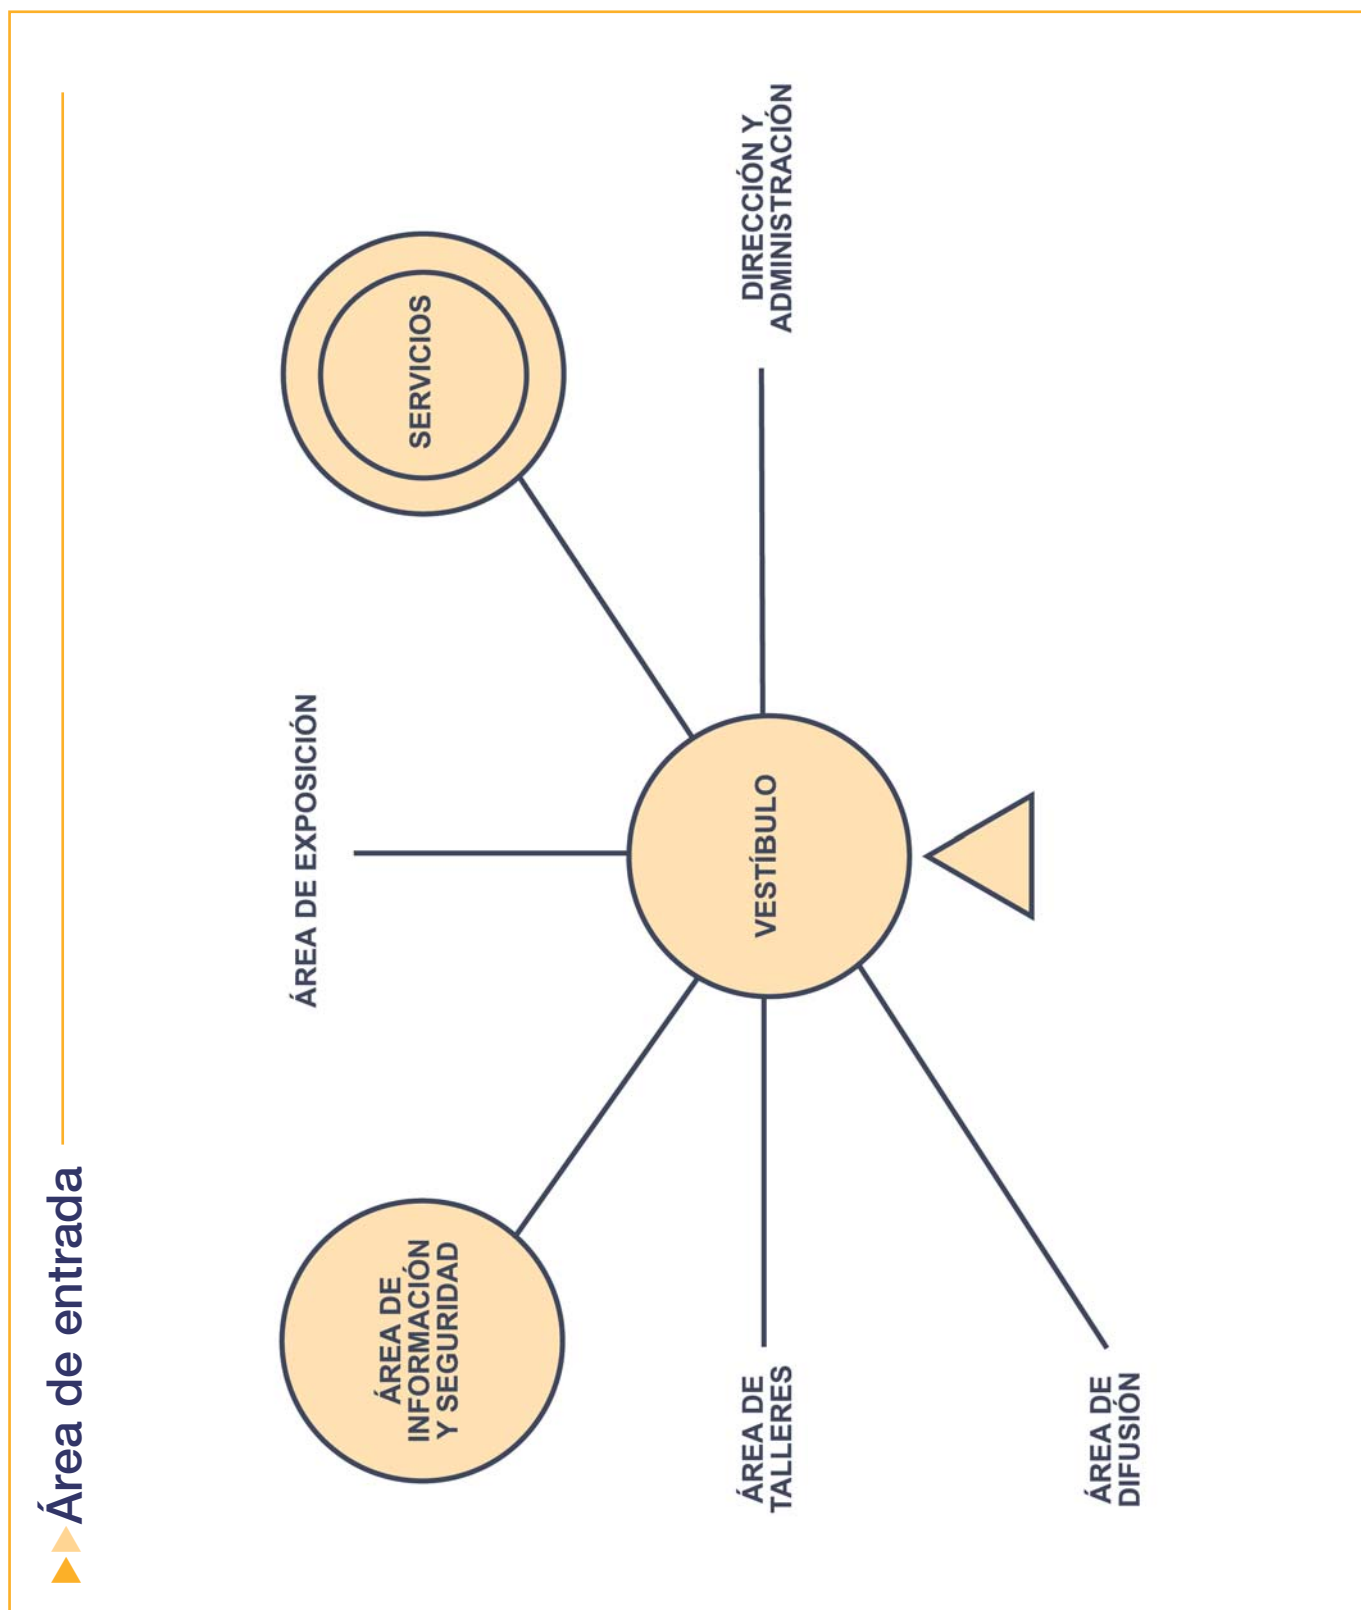 Área de entrada
ÁREA DE
INFORMACIÓN
Y SEGURIDAD
ÁREA DE EXPOSICIÓN
SERVICIOS
ÁREA DE
TALLERES
VESTÍBULO
DIRECCIÓN Y
ADMINISTRACIÓN
ÁREA DE
DIFUSIÓN